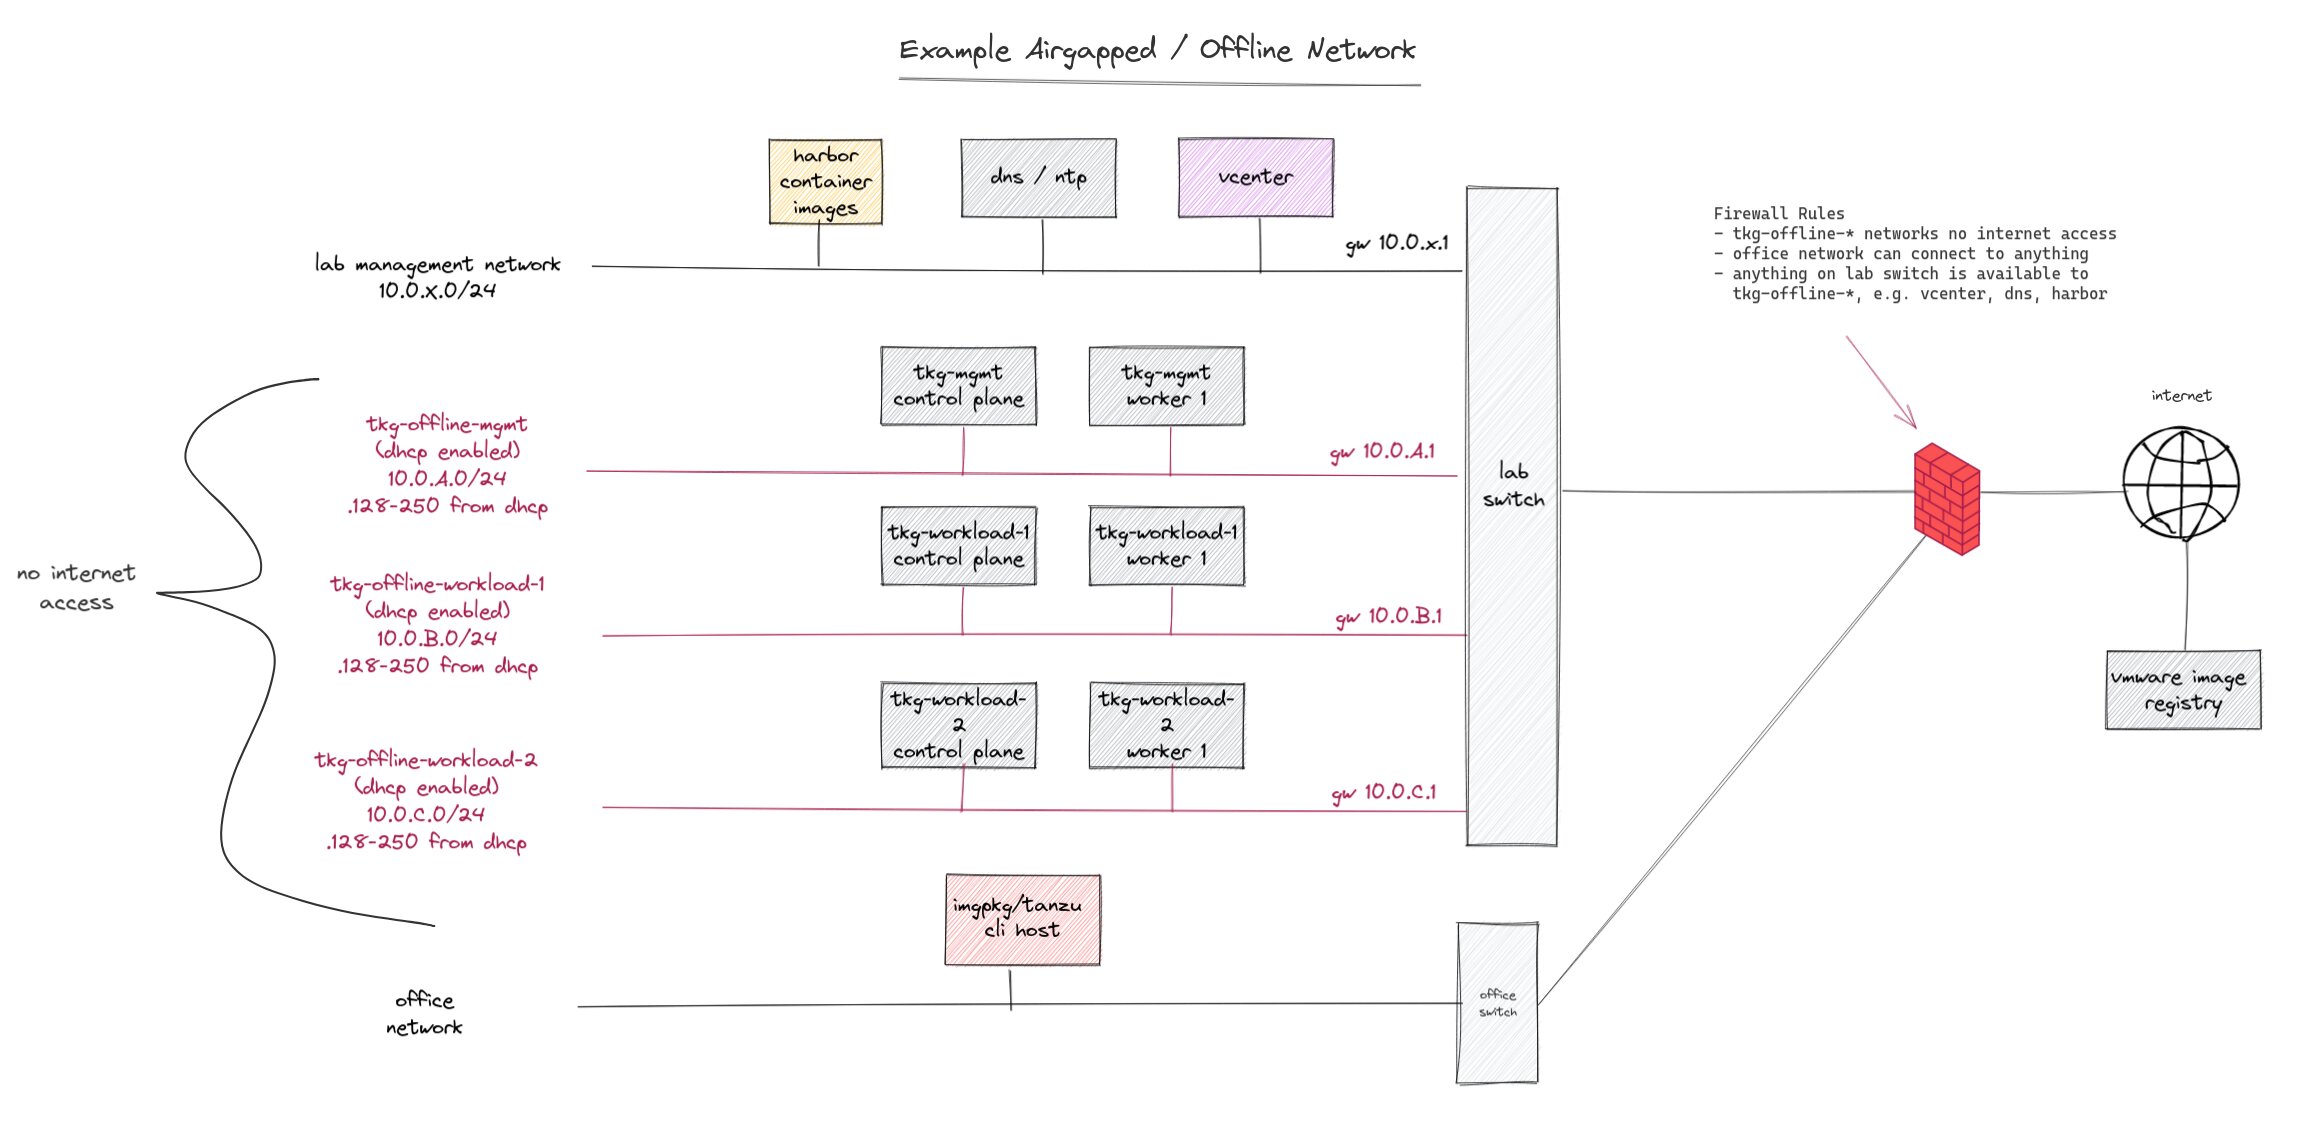 Example Airgapped / Offline Network
harbor
container
images
dns / ntp
vcenter
gw 10.0.x.1
lab management network
10.0.x.0/24
Firewall Rules
- tkg-offline-* networks no internet access
- office network can connect to anything
- anything on lab switch is available to
tkg-offline-*, e.g. vcenter, dns, harbor
tkg-mgmt
control plane
tkg-mgmt
worker 1
tkg-offline-mgmt
(dhcp enabled)
10.0.A.0/24
.128-250 from dhcp
gw 10.0.A.1
lab
switch
internet
tkg-workload-1
control plane
tkg-workload-1
worker 1
no internet
access
tkg-offline-workload-1
(dhcp enabled)
10.0.B.0/24
.128-250 from dhcp
gw 10.0.B.1
vmware image
registry
tkg-workload-
2
control plane
tkg-workload-
2
worker 1
tkg-offline-workload-2
(dhcp enabled)
10.0.C.0/24
.128-250 from dhcp
gw 10.0.C.1
imgpkg/tanzu
cli host
office
network
office
switch